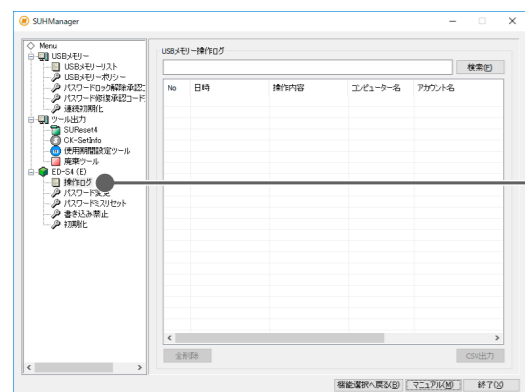 SUHManager
Menu
USBメモリー
USBメモリーリスト
USBメモリーポリシー
パスワードロック解除承認コ
パスワード修復承認コード
連続初期化
ツール出力
SUReset4
CK-SetInfo
使用期間設定ツール
廃棄ツール
ED-S4 (E)
操作ログ
パスワード変更
パスワードミスリセット
書き込み禁止
初期化
USBメモリー操作ログ
検索(F)
No 日時 操作内容 コンピューター名 アカウント名
全削除 CSV出力
機能選択へ戻る(B) マニュアル(M) 終了(X)